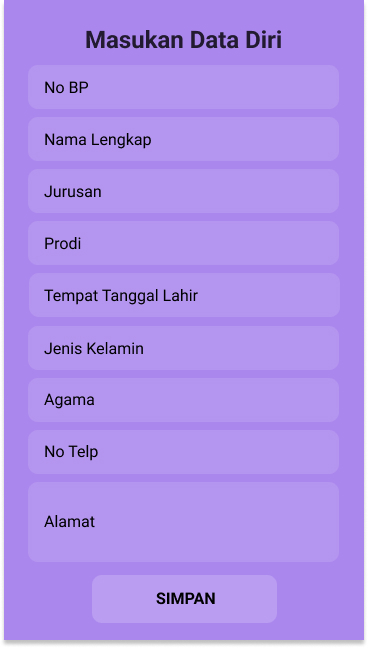 Masukan Data Diri
No BP
Nama Lengkap
Jurusan
Prodi
Tempat Tanggal Lahir
Jenis Kelamin
Agama
No Telp
Alamat
SIMPAN